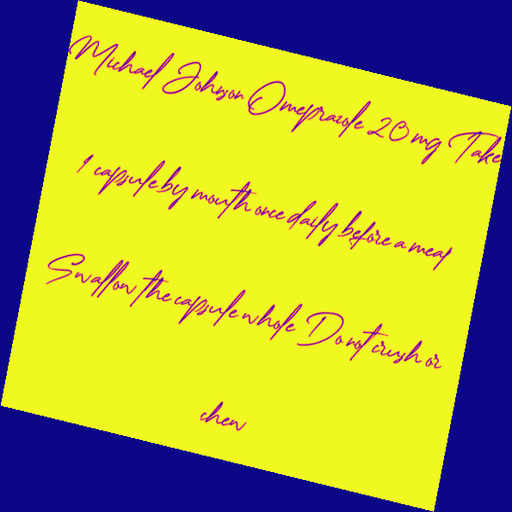 Michael Johnson Omeprazole 20 mg Take
1 capsule by mouth once daily before a meal
Swallow the capsule whole Do not crush or
chew